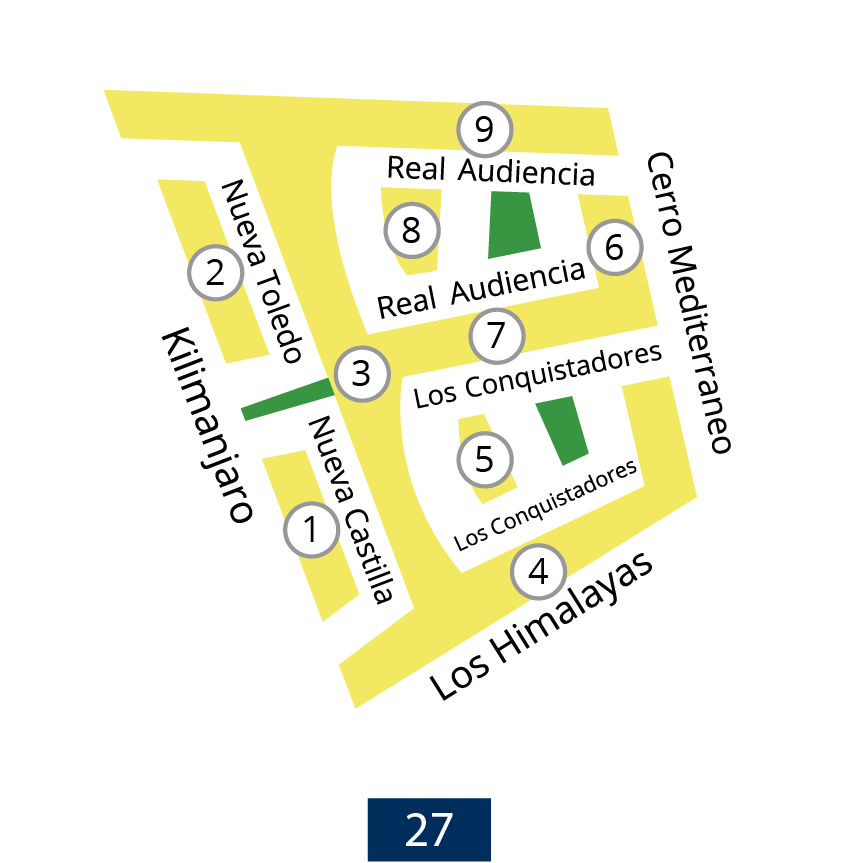 9
Real Audiencia
Cerro Mediterraneo
Nueva Toledo
8
6
2
Real Audiencia
7
Kilimanjaro
3
Los Conquistadores
Nueva Castilla
5
Los Conquistadores
1
4
Los Himalayas
27